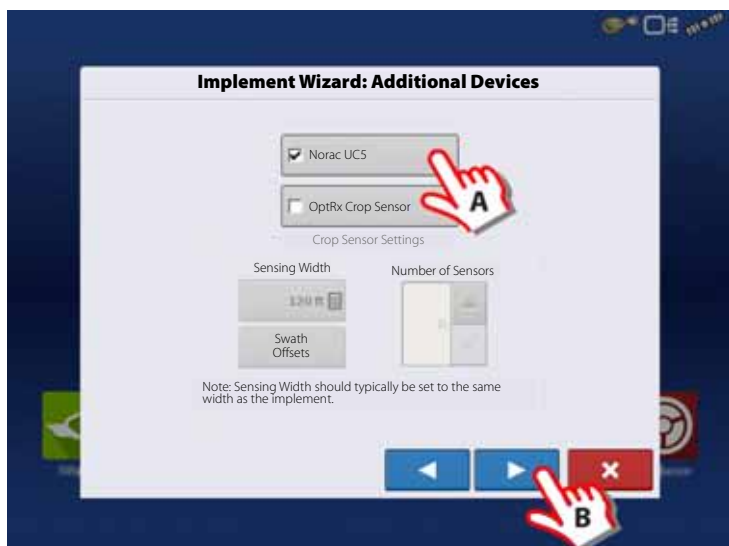 Implement Wizard: Additional Devices
Norac UC5
OptRx Crop Sensor
A
Crop Sensor Settings
Sensing Width
Number of Sensors
120 ft
Swath
Offsets
Note: Sensing Width should typically be set to the same
width as the implement.
B